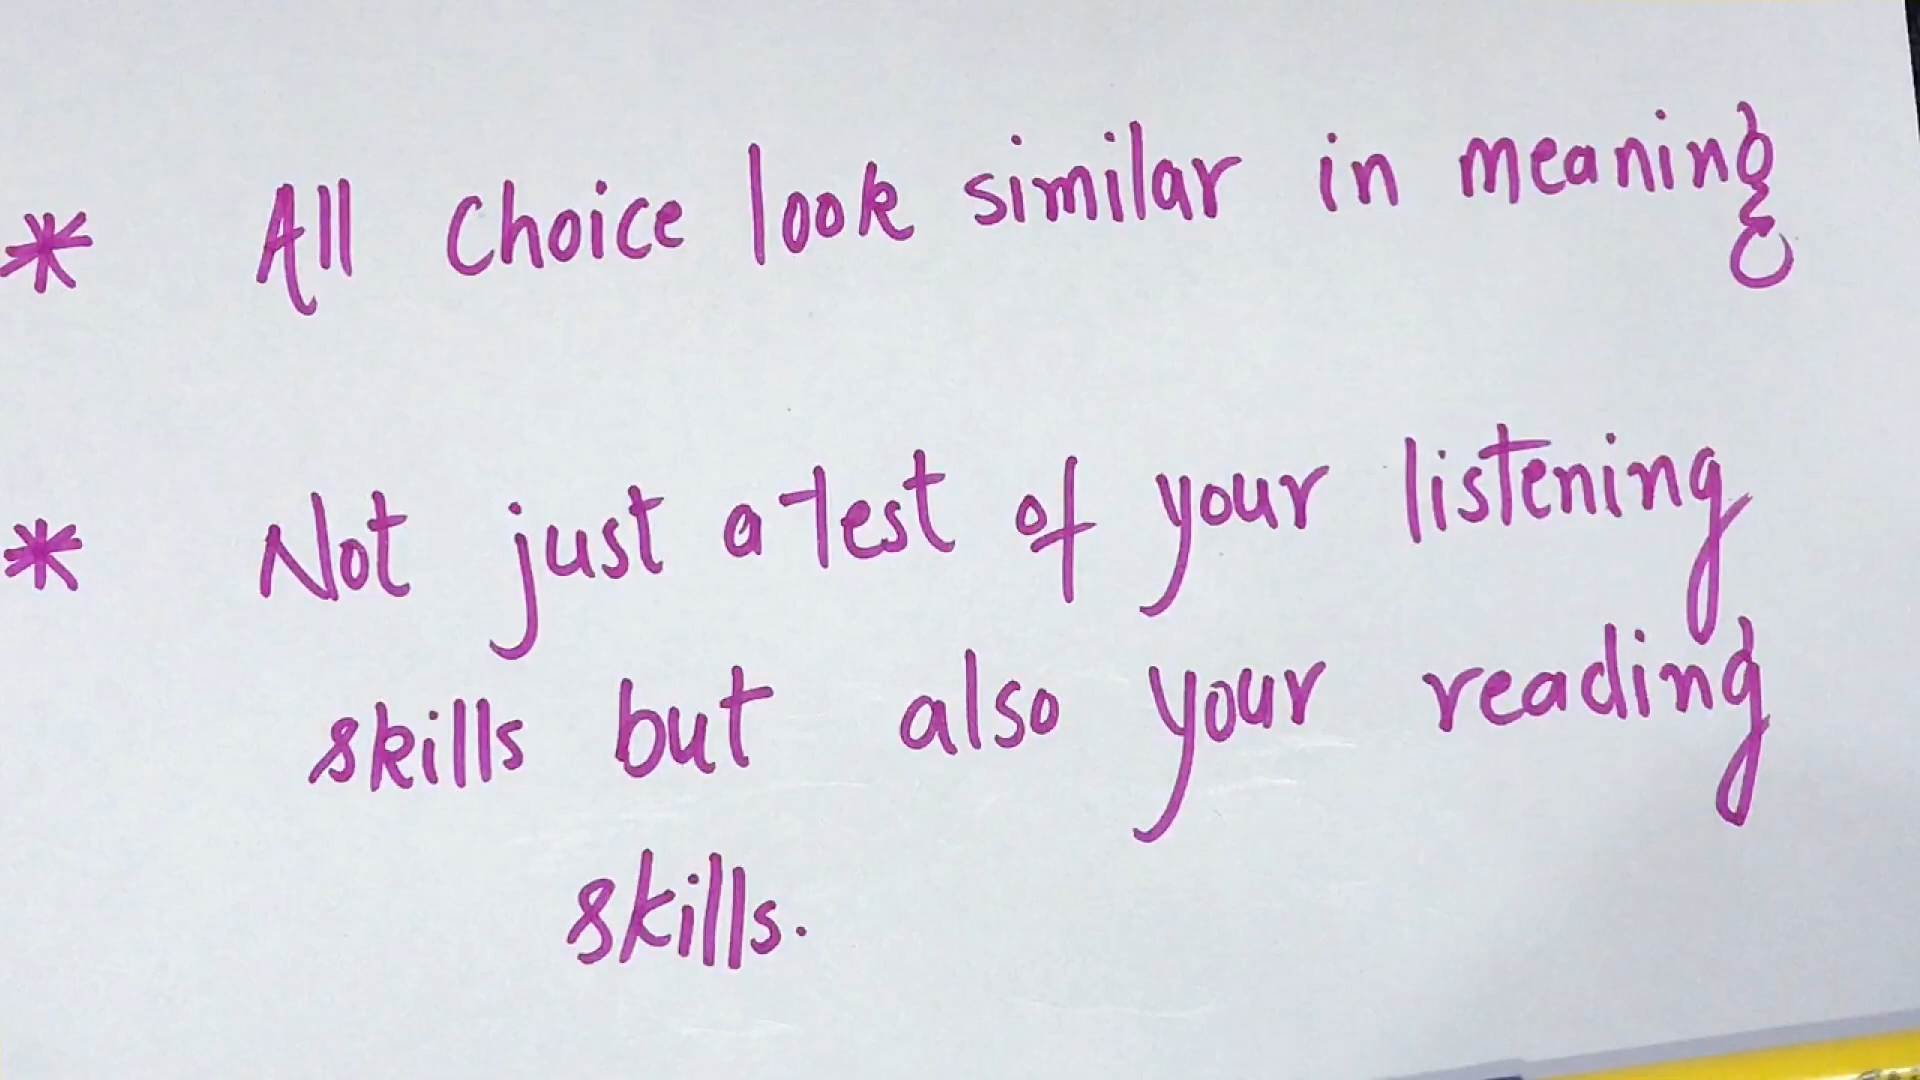 * All choice look similar in meaning
* Not just a test of your listening
skills but also your reading
skills.